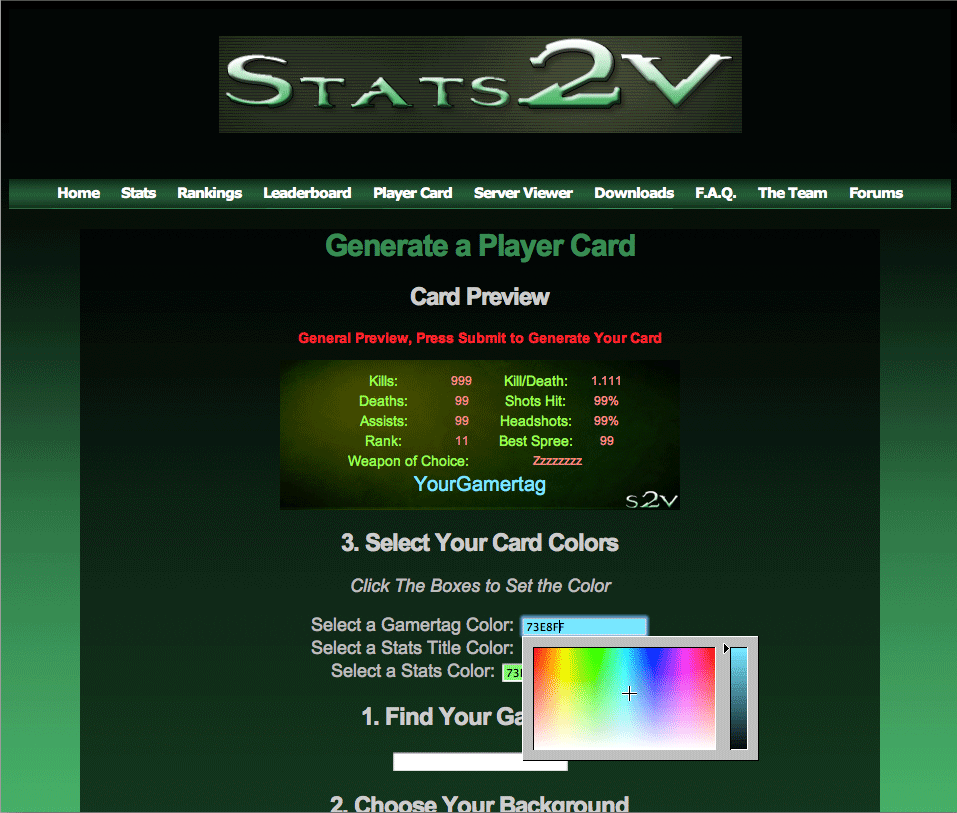 STATS2V
Home Stats Rankings Leaderboard Player Card Server Viewer Downloads F.A.Q. The Team Forums
Generate a Player Card
Card Preview
General Preview, Press Submit to Generate Your Card
Kills: 999 Kill/Death: 1.111
Deaths: 99 Shots Hit: 99%
Assists: 99 Headshots: 99%
Rank: 11 Best Spree: 99
Weapon of Choice: Zzzzzzzz
YourGamertag
s2v
3. Select Your Card Colors
Click The Boxes to Set the Color
Select a Gamertag Color: 73E8FF
Select a Stats Title Color:
Select a Stats Color: 73
1. Find Your Ga
2. Choose Your Background